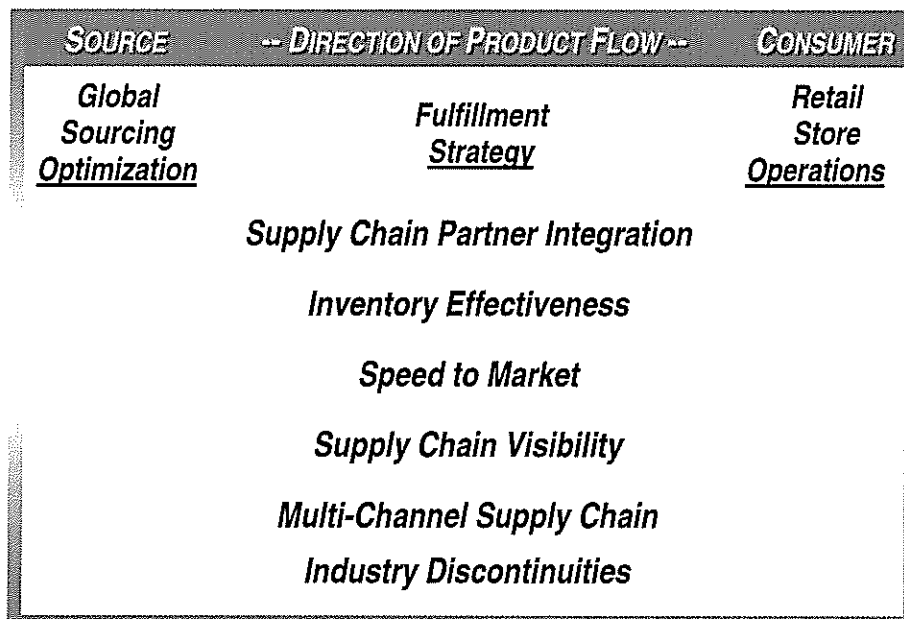 SOURCE -- DIRECTION OF PRODUCT FLOW -- CONSUMER
Global
Sourcing
Optimization
Fulfillment
Strategy
Retail
Store
Operations
Supply Chain Partner Integration
Inventory Effectiveness
Speed to Market
Supply Chain Visibility
Multi-Channel Supply Chain
Industry Discontinuities